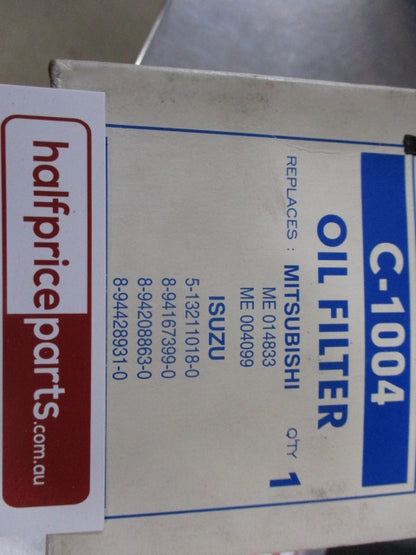 C-1004
OIL FILTER
REPLACES : MITSUBISHI Q'TY 1
ME 014833
ME 004099
ISUZU
5-13211018-0
8-94167399-0
8-94208863-0
8-94428931-0
halfpriceparts.com.au